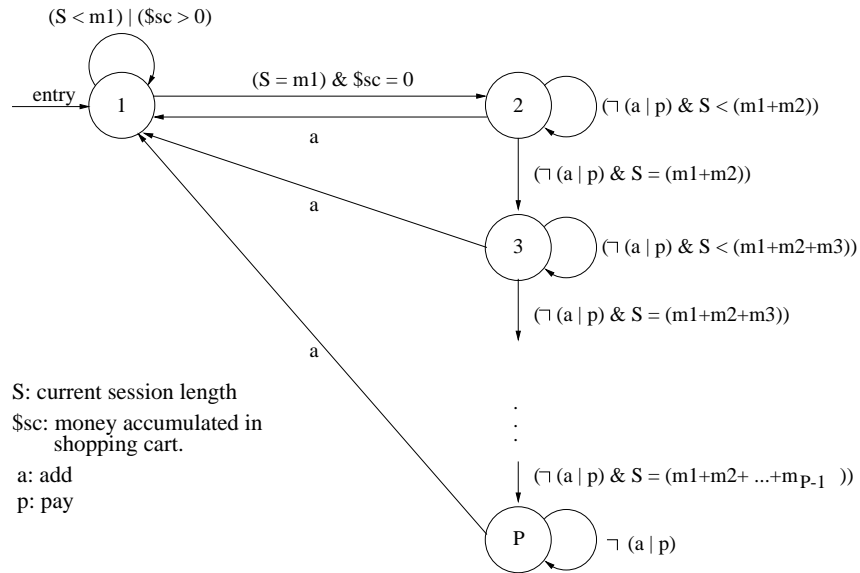 (S < m1) | ($sc > 0)
entry
1
(S = m1) & $sc = 0
a
2
(¬ (a | p) & S < (m1+m2))
(¬ (a | p) & S = (m1+m2))
a
3
(¬ (a | p) & S < (m1+m2+m3))
(¬ (a | p) & S = (m1+m2+m3))
a
S: current session length
$sc: money accumulated in
shopping cart.
a: add
p: pay
.
.
.
(¬ (a | p) & S = (m1+m2+ ...+m_{P-1} ))
P
¬ (a | p)